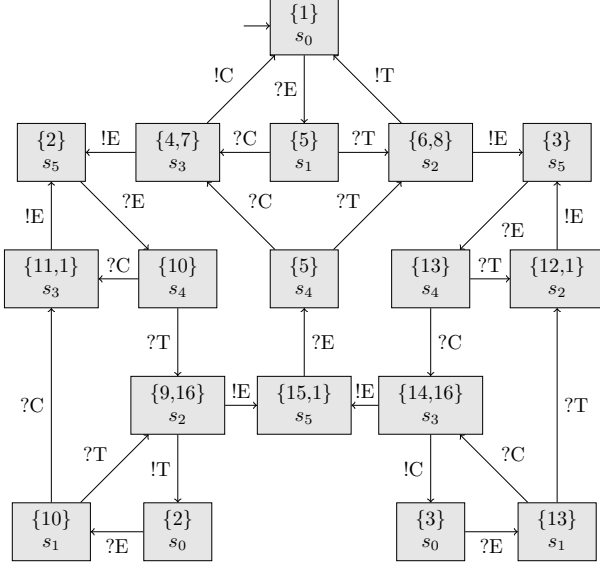 {1}
s0
!C
?E
!T
{2}
s5
!E
{4,7}
s3
?C
{5}
s1
?T
{6,8}
s2
!E
{3}
s5
!E
?E
?C
?T
?E
!E
{11,1}
s3
?C
{10}
s4
{5}
s4
{13}
s4
?T
{12,1}
s2
?T
?E
?C
?C
{9,16}
s2
!E
{15,1}
s5
!E
{14,16}
s3
?T
?T
!T
!C
?C
{10}
s1
?E
{2}
s0
{3}
s0
?E
{13}
s1